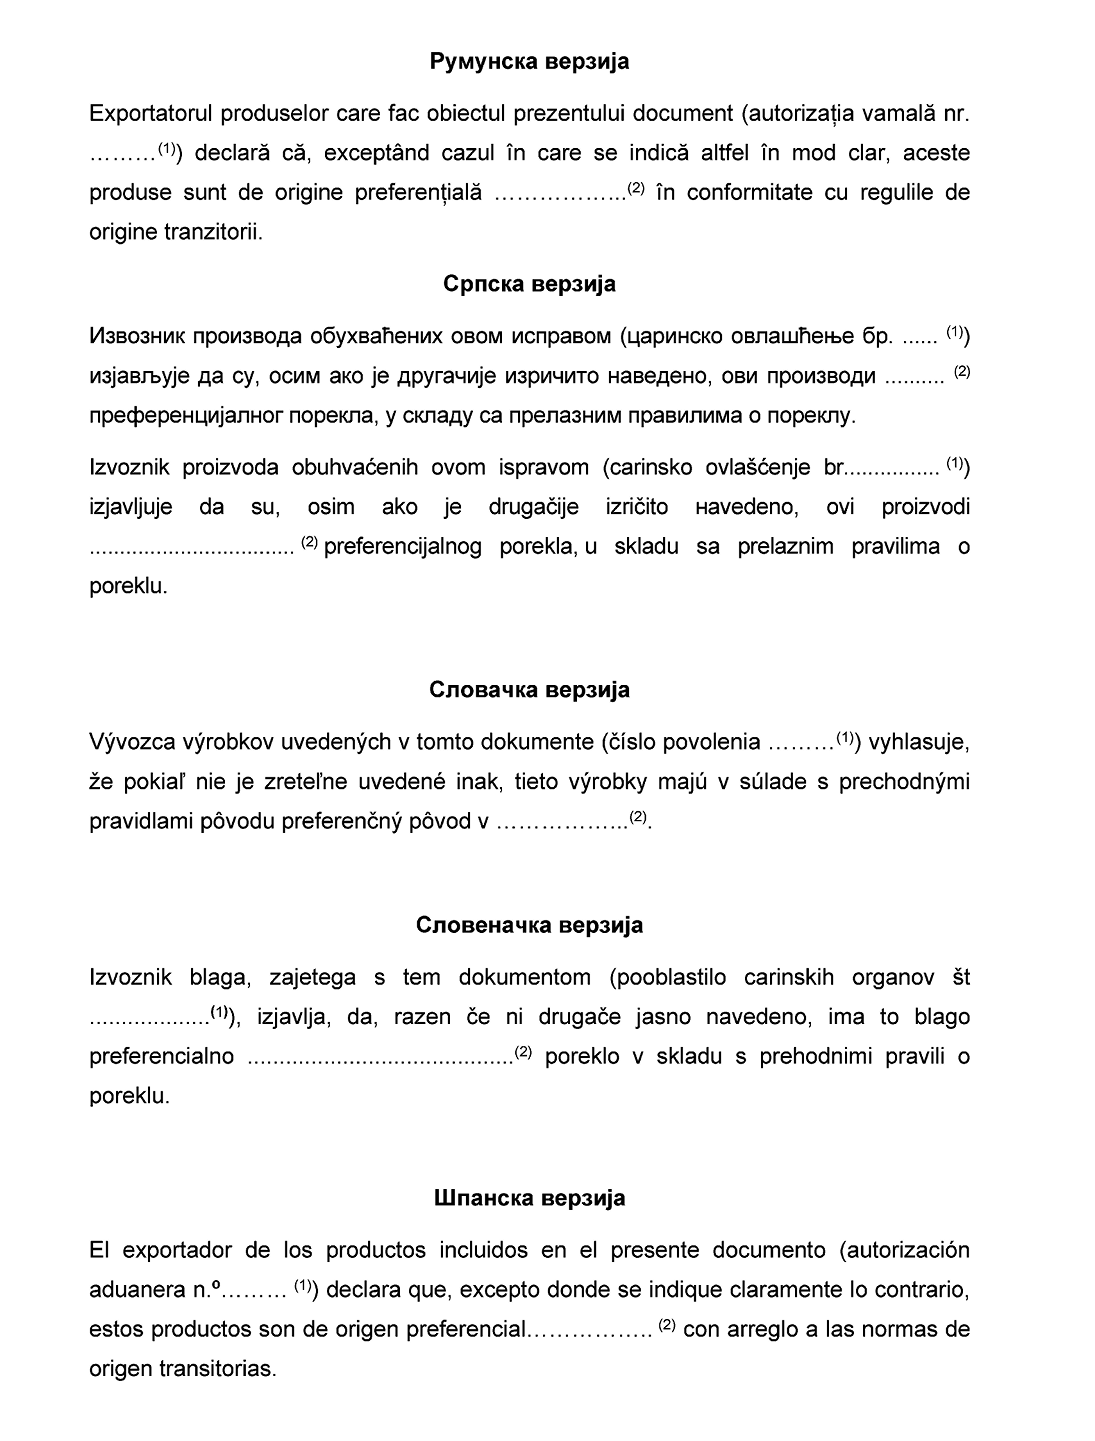 Румунска верзија
Exportatorul produselor care fac obiectul prezentului document (autorizația vamală nr.
………(1)) declară că, exceptând cazul în care se indică altfel în mod clar, aceste
produse sunt de origine preferențială ……………..(2) în conformitate cu regulile de
origine tranzitorii.
Српска верзија
Извозник производа обухваћених овом исправом (царинско овлашћење бр. ...... (1))
изјављује да су, осим ако је другачије изричито наведено, ови производи .......... (2)
преференцијалног порекла, у складу са прелазним правилима о пореклу.
Izvoznik proizvoda obuhvaćenih ovom ispravom (carinsko ovlašćenje br................ (1))
izjavljuje da su, osim ako je drugačije izričito навedeno, ovi proizvodi
.................................. (2) preferencijalnog porekla, u skladu sa prelaznim pravilima o
poreklu.
Словачка верзија
Vývozca výrobkov uvedených v tomto dokumente (číslo povolenia ………(1)) vyhlasuje,
že pokiaľ nie je zreteľne uvedené inak, tieto výrobky majú v súlade s prechodnými
pravidlami pôvodu preferenčný pôvod v ……………..(2).
Словеначка верзија
Izvoznik blaga, zajetega s tem dokumentom (pooblastilo carinskih organov št
...................(1)), izjavlja, da, razen če ni drugače jasno navedeno, ima to blago
preferencialno ..........................................(2) poreklo v skladu s prehodnimi pravili o
poreklu.
Шпанска верзија
El exportador de los productos incluidos en el presente documento (autorización
aduanera n.º……… (1)) declara que, excepto donde se indique claramente lo contrario,
estos productos son de origen preferencial…………….. (2) con arreglo a las normas de
origen transitorias.